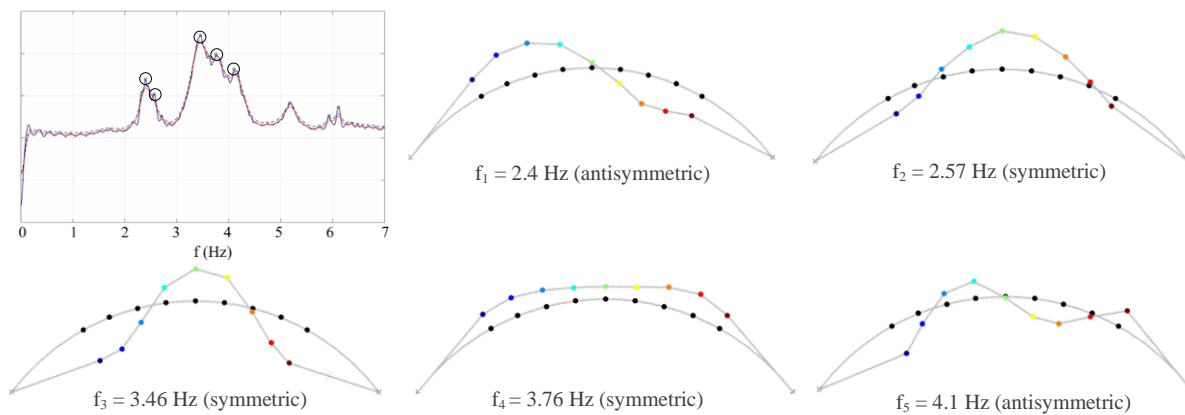 0 1 2 3 4 5 6 7
f (Hz)
f₁ = 2.4 Hz (antisymmetric)
f₂ = 2.57 Hz (symmetric)
f₃ = 3.46 Hz (symmetric)
f₄ = 3.76 Hz (symmetric)
f₅ = 4.1 Hz (antisymmetric)